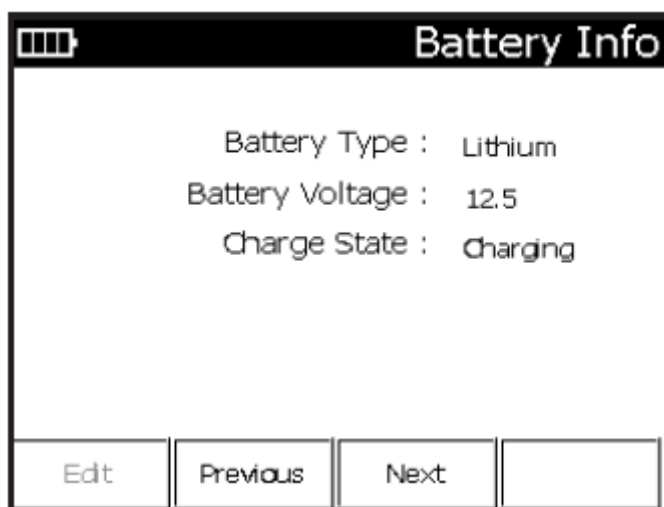 Battery Info
Battery Type : Lithium
Battery Voltage : 12.5
Charge State : Charging
Edit Previous Next